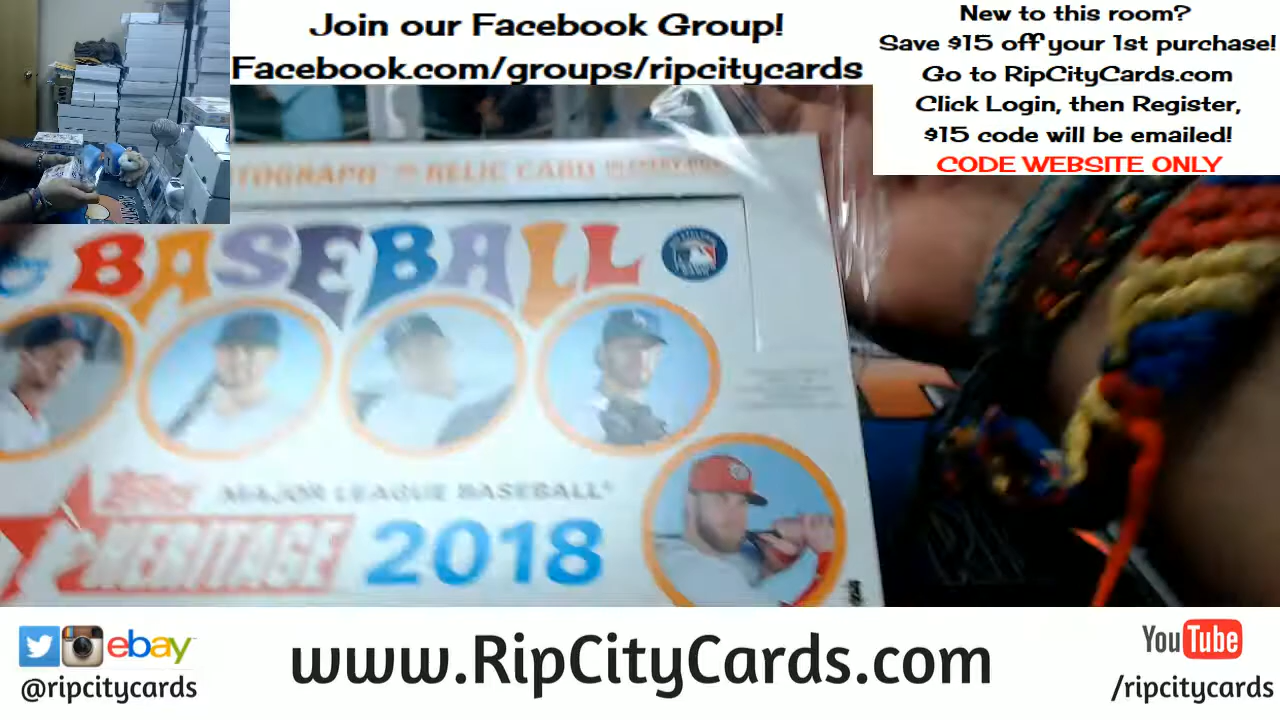 Join our Facebook Group!
Facebook.com/groups/ripcitycards
New to this room?
Save $15 off your 1st purchase!
Go to RipCityCards.com
Click Login, then Register,
$15 code will be emailed!
CODE WEBSITE ONLY
RELIC CARD
BASEBALL
topps MAJOR LEAGUE BASEBALL
HERITAGE 2018
ebay
@ripcitycards
www.RipCityCards.com
YouTube
/ripcitycards